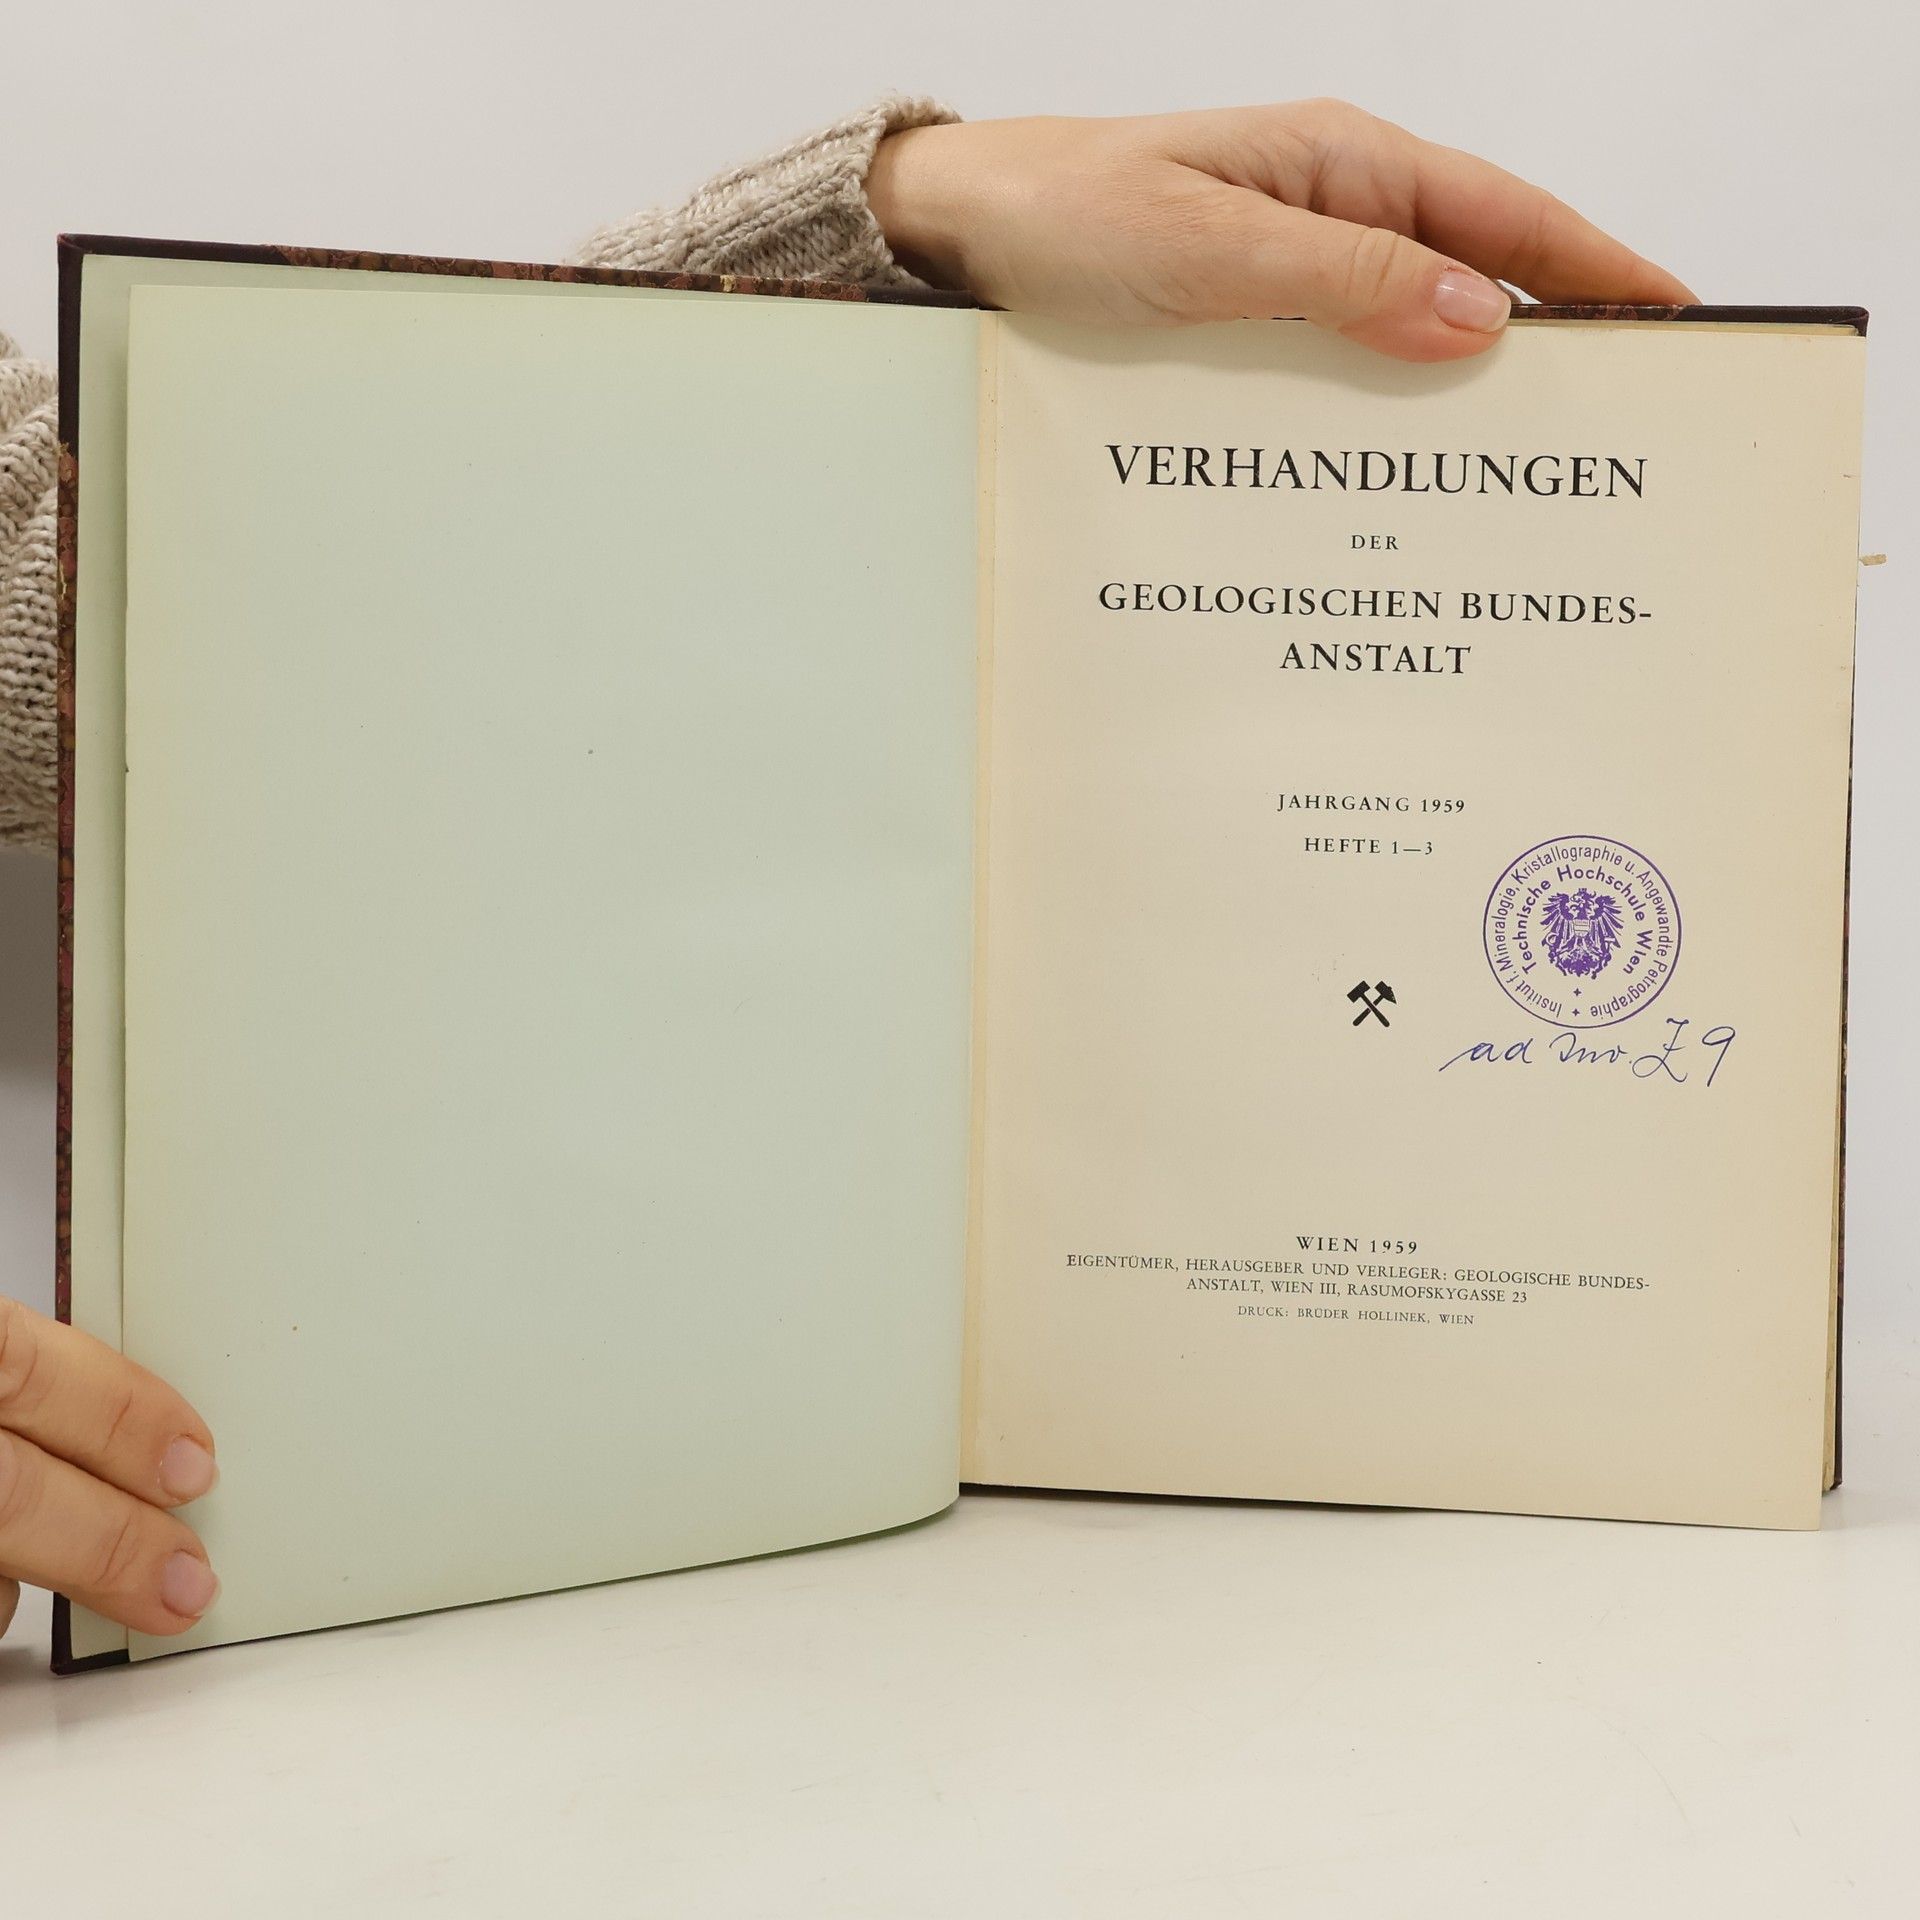 VERHANDLUNGEN
DER
GEOLOGISCHEN BUNDES-
ANSTALT
JAHRGANG 1959
HEFTE 1—3
Institut f. Mineralogie, Kristallographie u. Angewandte Petrographie
Technische Hochschule Wien
ad Inv. Z 9
WIEN 1959
EIGENTÜMER, HERAUSGEBER UND VERLEGER: GEOLOGISCHE BUNDES-
ANSTALT, WIEN III, RASUMOFSKYGASSE 23
DRUCK: BRÜDER HOLLINEK, WIEN